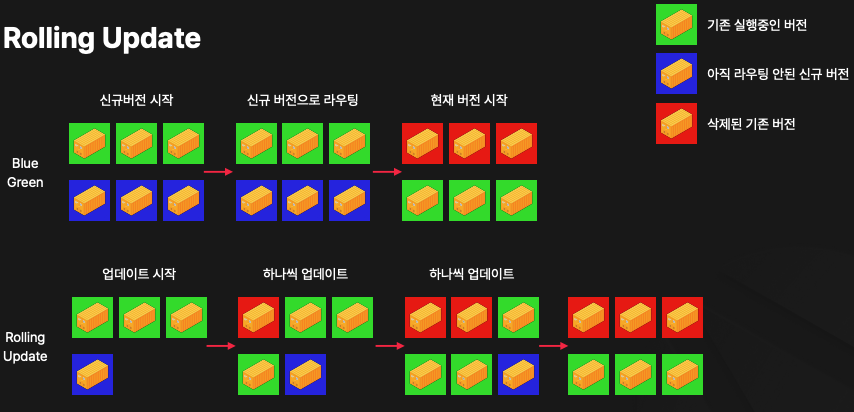 Rolling Update
기존 실행중인 버전
아직 라우팅 안된 신규 버전
삭제된 기존 버전
신규버전 시작
신규 버전으로 라우팅
현재 버전 시작
Blue
Green
업데이트 시작
하나씩 업데이트
하나씩 업데이트
Rolling
Update